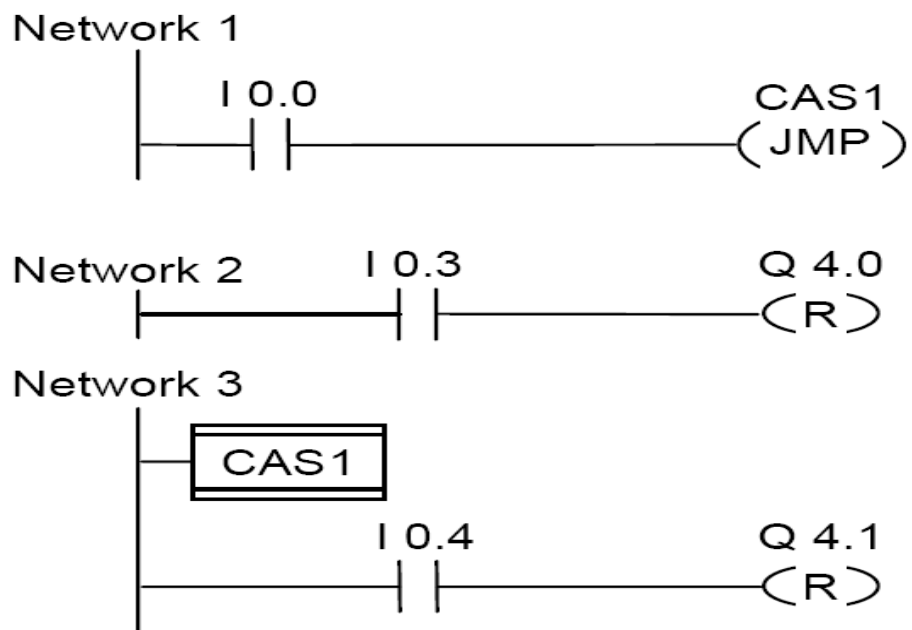 Network 1
I 0.0
CAS1
JMP
Network 2
I 0.3
Q 4.0
R
Network 3
CAS1
I 0.4
Q 4.1
R